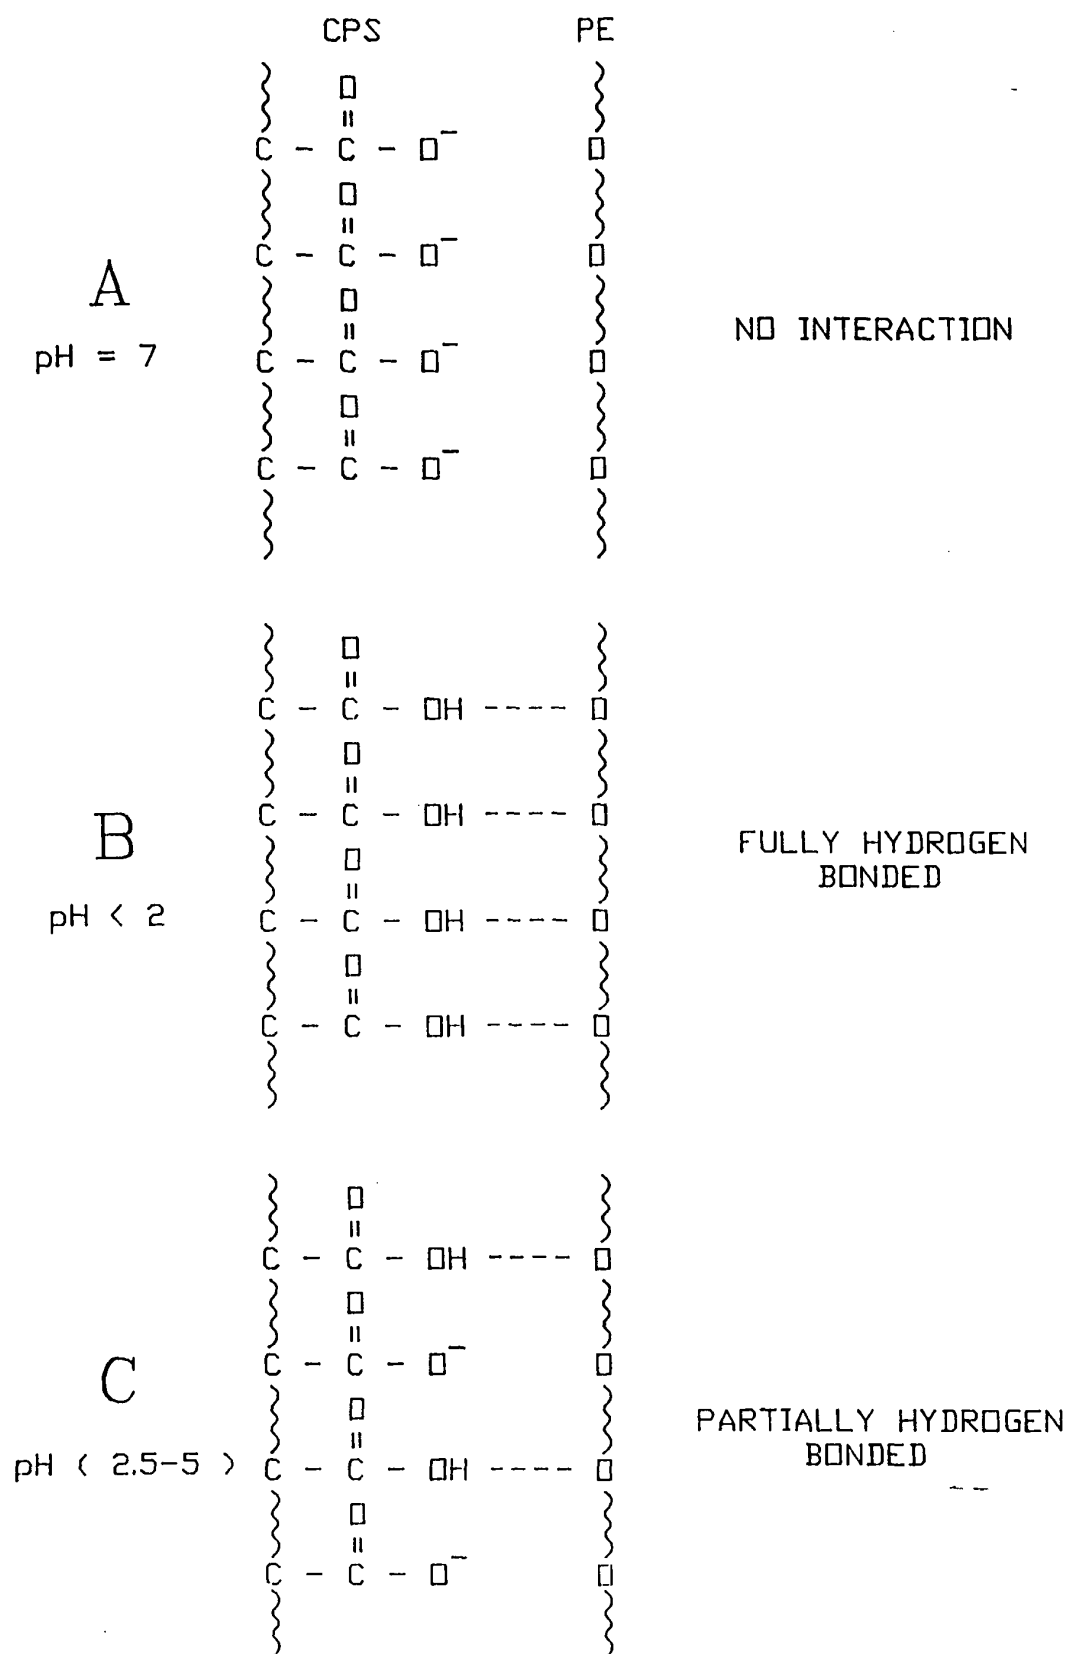 CPS PE
O
=
C - C - O⁻ O
O
=
C - C - O⁻ O
A
O
NO INTERACTION
=
pH = 7 C - C - O⁻ O
O
=
C - C - O⁻ O
O
=
C - C - OH ---- O
O
=
C - C - OH ---- O
B
FULLY HYDROGEN
O
BONDED
=
pH < 2 C - C - OH ---- O
O
=
C - C - OH ---- O
O
=
C - C - OH ---- O
O
=
C - C - O⁻ O
C
O
PARTIALLY HYDROGEN
=
BONDED
pH ( 2.5-5 ) C - C - OH ---- O
O
=
C - C - O⁻ O